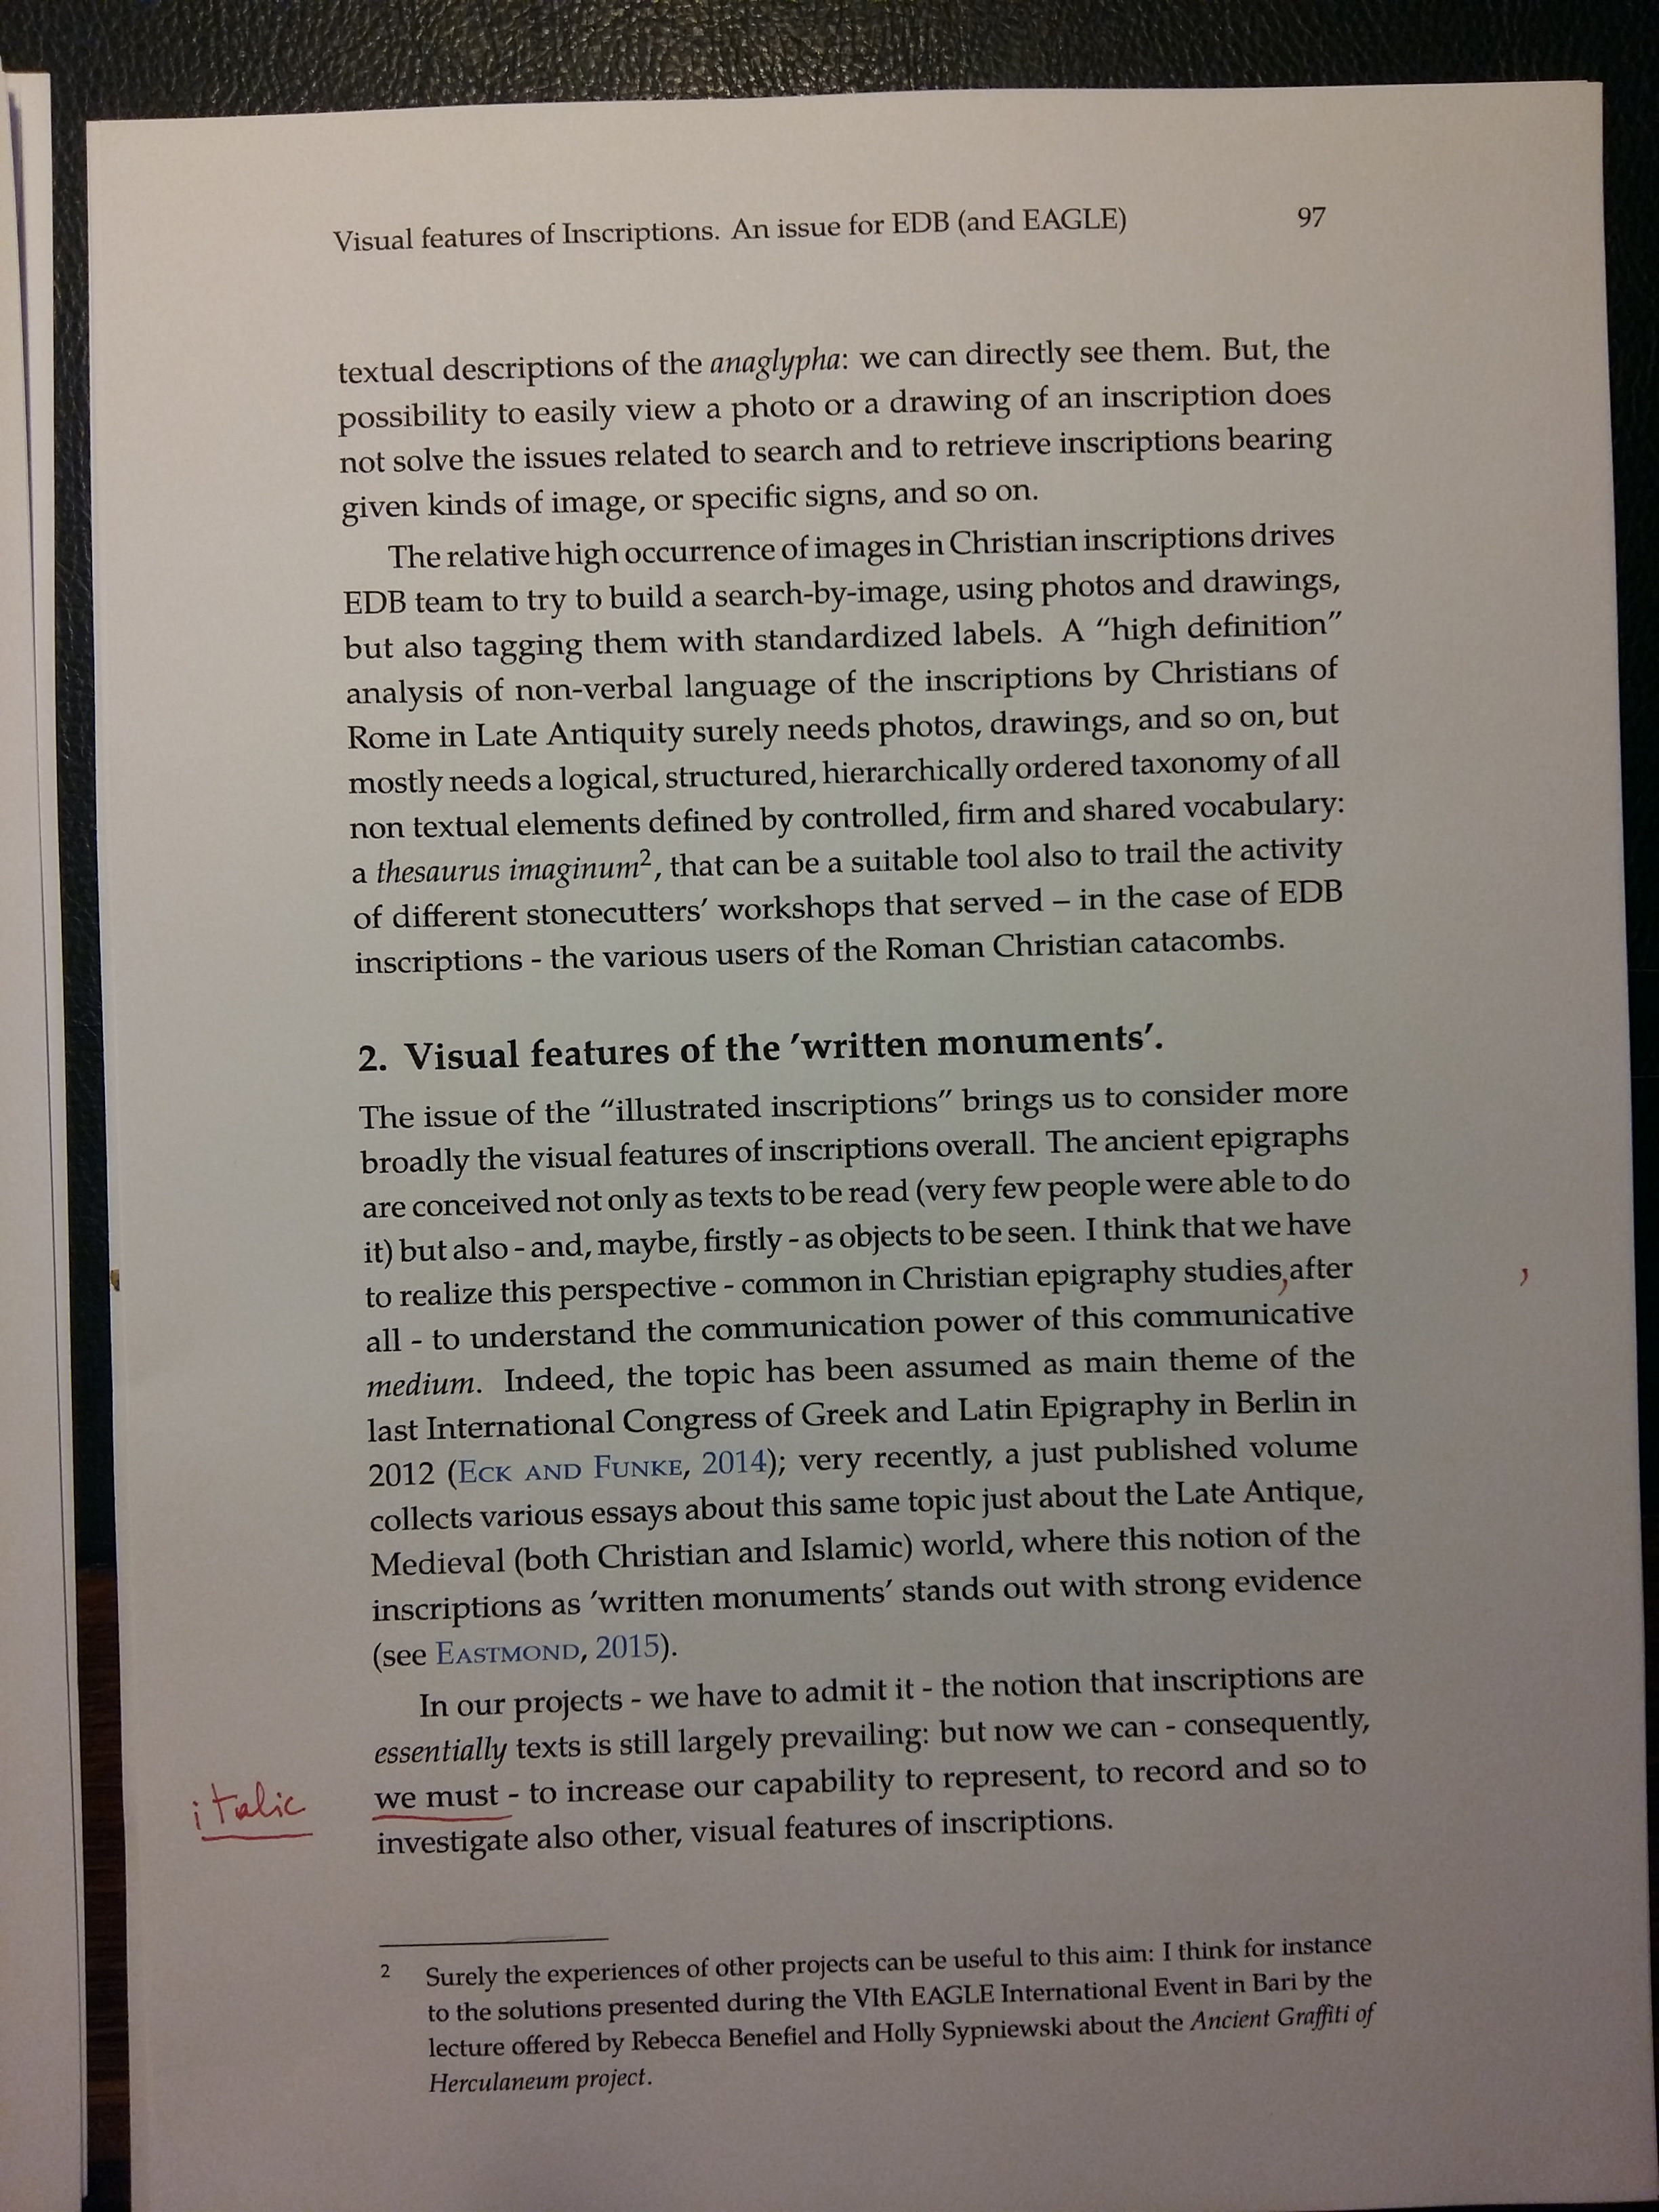 Visual features of Inscriptions. An issue for EDB (and EAGLE) 97
textual descriptions of the anaglypha: we can directly see them. But, the
possibility to easily view a photo or a drawing of an inscription does
not solve the issues related to search and to retrieve inscriptions bearing
given kinds of image, or specific signs, and so on.
The relative high occurrence of images in Christian inscriptions drives
EDB team to try to build a search-by-image, using photos and drawings,
but also tagging them with standardized labels. A “high definition”
analysis of non-verbal language of the inscriptions by Christians of
Rome in Late Antiquity surely needs photos, drawings, and so on, but
mostly needs a logical, structured, hierarchically ordered taxonomy of all
non textual elements defined by controlled, firm and shared vocabulary:
a thesaurus imaginum², that can be a suitable tool also to trail the activity
of different stonecutters’ workshops that served – in the case of EDB
inscriptions - the various users of the Roman Christian catacombs.
2. Visual features of the ’written monuments’.
The issue of the “illustrated inscriptions” brings us to consider more
broadly the visual features of inscriptions overall. The ancient epigraphs
are conceived not only as texts to be read (very few people were able to do
it) but also - and, maybe, firstly - as objects to be seen. I think that we have
to realize this perspective - common in Christian epigraphy studies, after ,
all - to understand the communication power of this communicative
medium. Indeed, the topic has been assumed as main theme of the
last International Congress of Greek and Latin Epigraphy in Berlin in
2012 (ECK AND FUNKE, 2014); very recently, a just published volume
collects various essays about this same topic just about the Late Antique,
Medieval (both Christian and Islamic) world, where this notion of the
inscriptions as ’written monuments’ stands out with strong evidence
(see EASTMOND, 2015).
In our projects - we have to admit it - the notion that inscriptions are
essentially texts is still largely prevailing: but now we can - consequently,
italic we must - to increase our capability to represent, to record and so to
investigate also other, visual features of inscriptions.
2 Surely the experiences of other projects can be useful to this aim: I think for instance
to the solutions presented during the VIth EAGLE International Event in Bari by the
lecture offered by Rebecca Benefiel and Holly Sypniewski about the Ancient Graffiti of
Herculaneum project.